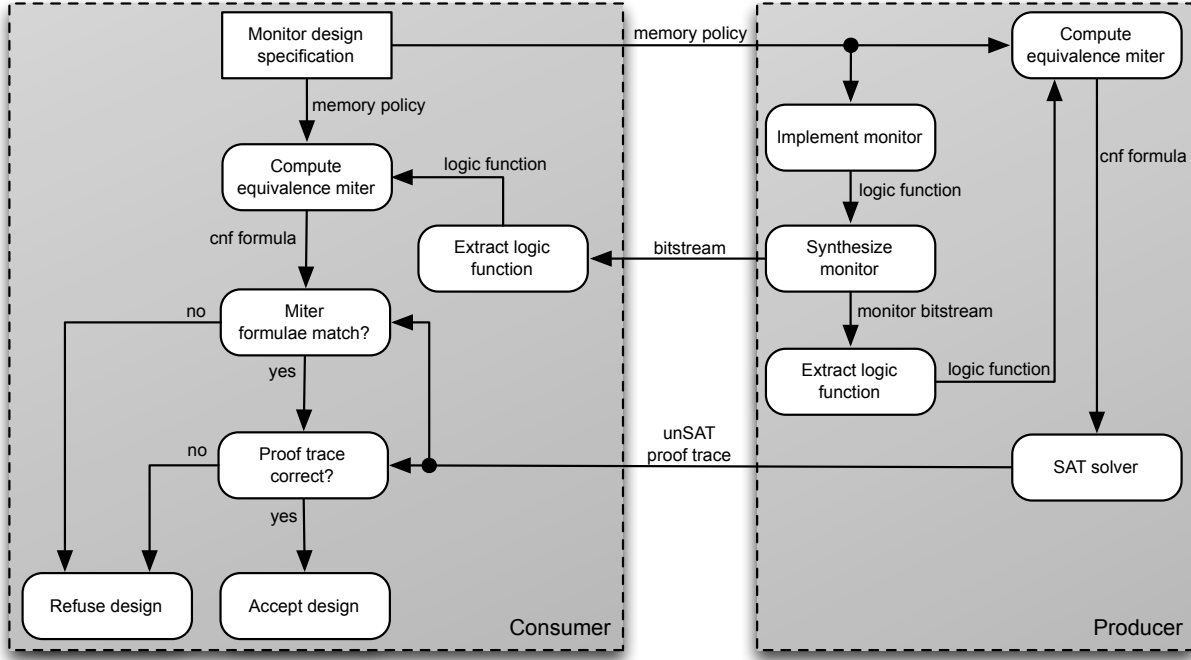 Monitor design
specification
memory policy
Compute
equivalence miter
memory policy
Implement monitor
cnf formula
logic function
Compute
equivalence miter
logic function
cnf formula
Extract logic
function
bitstream
Synthesize
monitor
monitor bitstream
no
Miter
formulae match?
yes
Extract logic
function
logic function
unSAT
proof trace
no
Proof trace
correct?
SAT solver
yes
Refuse design
Accept design
Consumer
Producer